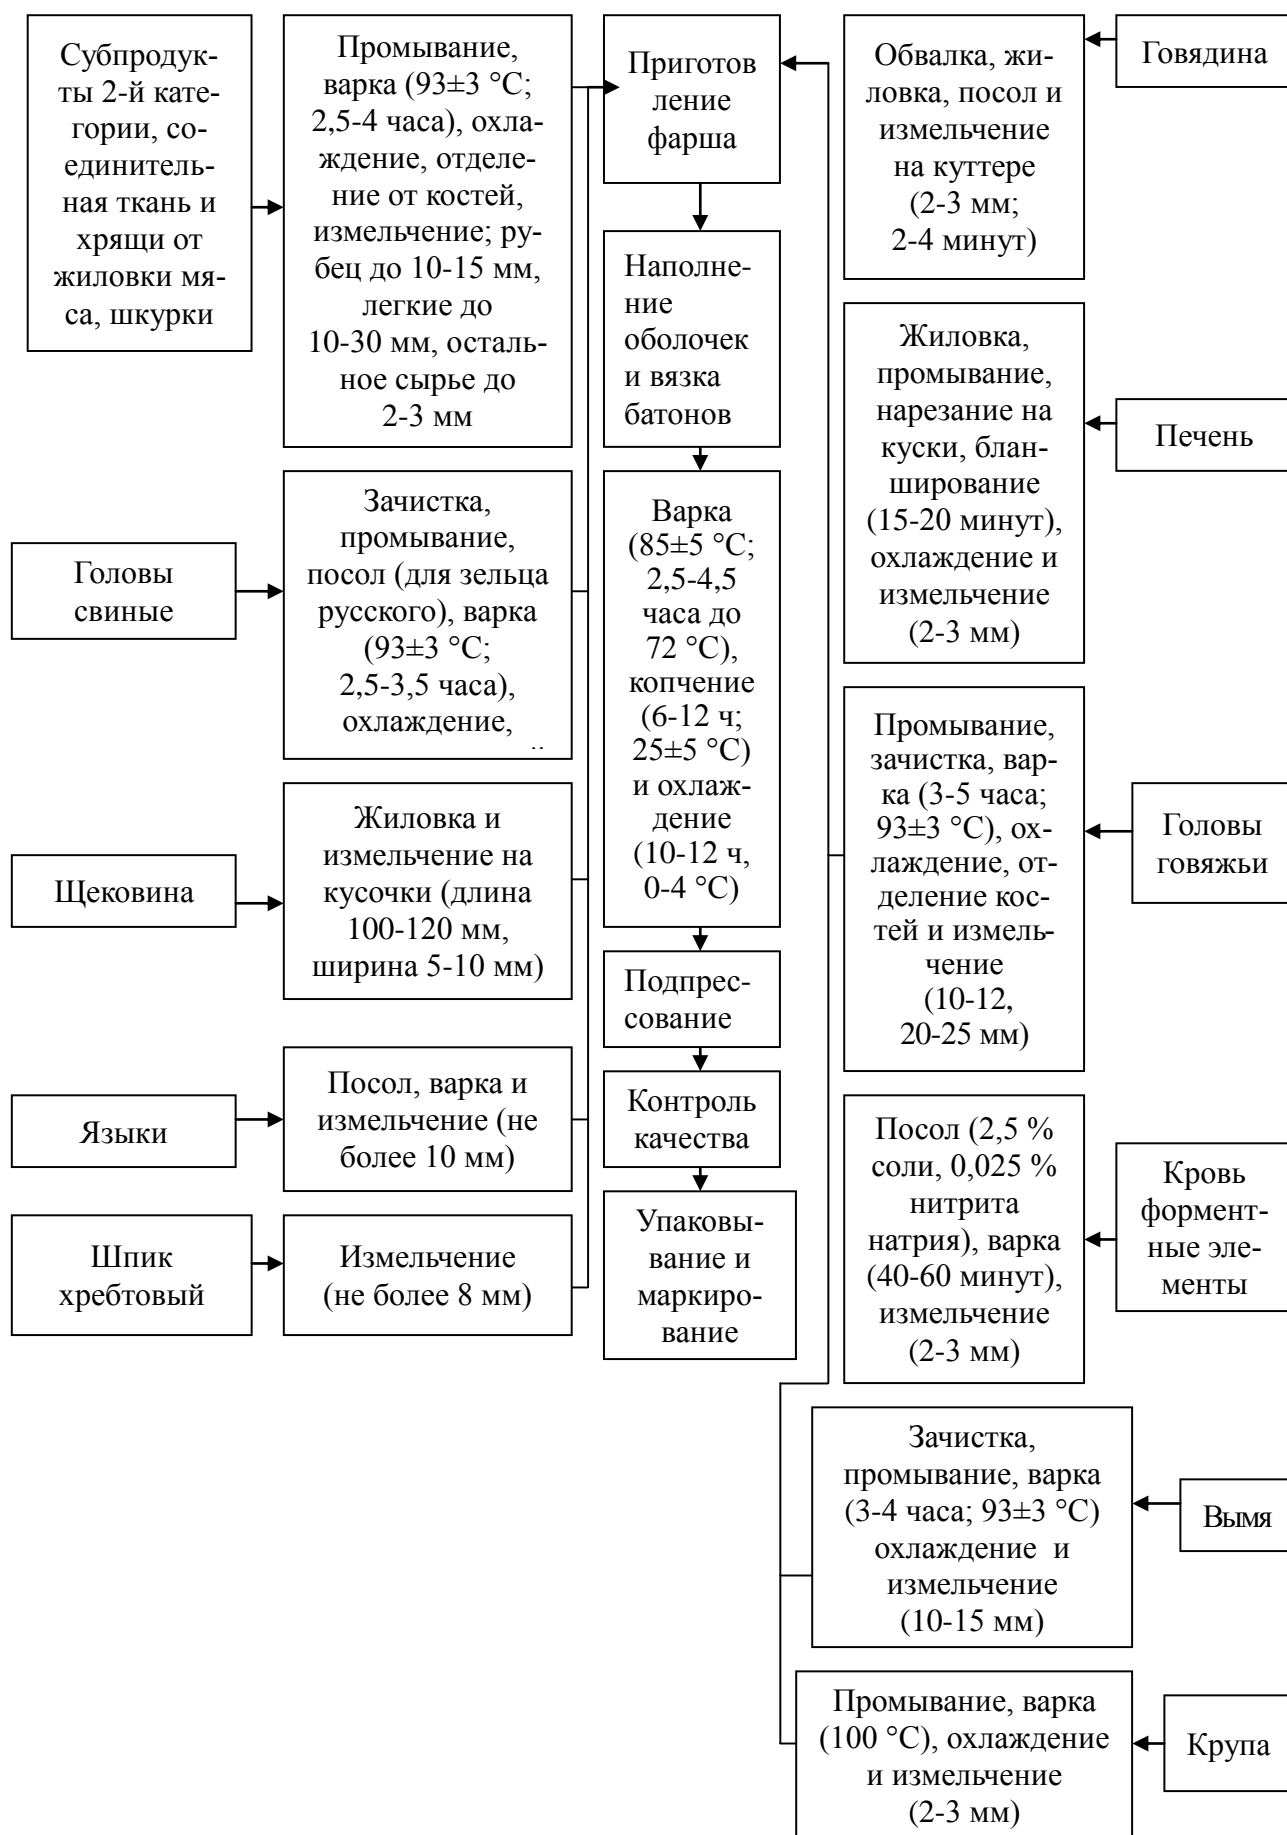 Субпродук-
ты 2-й кате-
гории, со-
единитель-
ная ткань и
хрящи от
жиловки мя-
са, шкурки
Промывание,
варка (93±3 °С;
2,5-4 часа), охла-
ждение, отделе-
ние от костей,
измельчение; ру-
бец до 10-15 мм,
легкие до
10-30 мм, осталь-
ное сырье до
2-3 мм
Головы
свиные
Зачистка,
промывание,
посол (для зельца
русского), варка
(93±3 °С;
2,5-3,5 часа),
охлаждение,
Щековина
Жиловка и
измельчение на
кусочки (длина
100-120 мм,
ширина 5-10 мм)
Языки
Посол, варка и
измельчение (не
более 10 мм)
Шпик
хребтовый
Измельчение
(не более 8 мм)
Приготов
ление
фарша
Наполне-
ние
оболочек
и вязка
батонов
Варка
(85±5 °С;
2,5-4,5
часа до
72 °С),
копчение
(6-12 ч;
25±5 °С)
и охлаж-
дение
(10-12 ч,
0-4 °С)
Подпрес-
сование
Контроль
качества
Упаковы-
вание и
маркиро-
вание
Обвалка, жи-
ловка, посол и
измельчение
на куттере
(2-3 мм;
2-4 минут)
Говядина
Жиловка,
промывание,
нарезание на
куски, блан-
ширование
(15-20 минут),
охлаждение и
измельчение
(2-3 мм)
Печень
Промывание,
зачистка, вар-
ка (3-5 часа;
93±3 °С), ох-
лаждение, от-
деление кос-
тей и измель-
чение
(10-12,
20-25 мм)
Головы
говяжьи
Посол (2,5 %
соли, 0,025 %
нитрита
натрия), варка
(40-60 минут),
измельчение
(2-3 мм)
Кровь
формент-
ные эле-
менты
Зачистка,
промывание, варка
(3-4 часа; 93±3 °С)
охлаждение и
измельчение
(10-15 мм)
Вымя
Промывание, варка
(100 °С), охлаждение
и измельчение
(2-3 мм)
Крупа